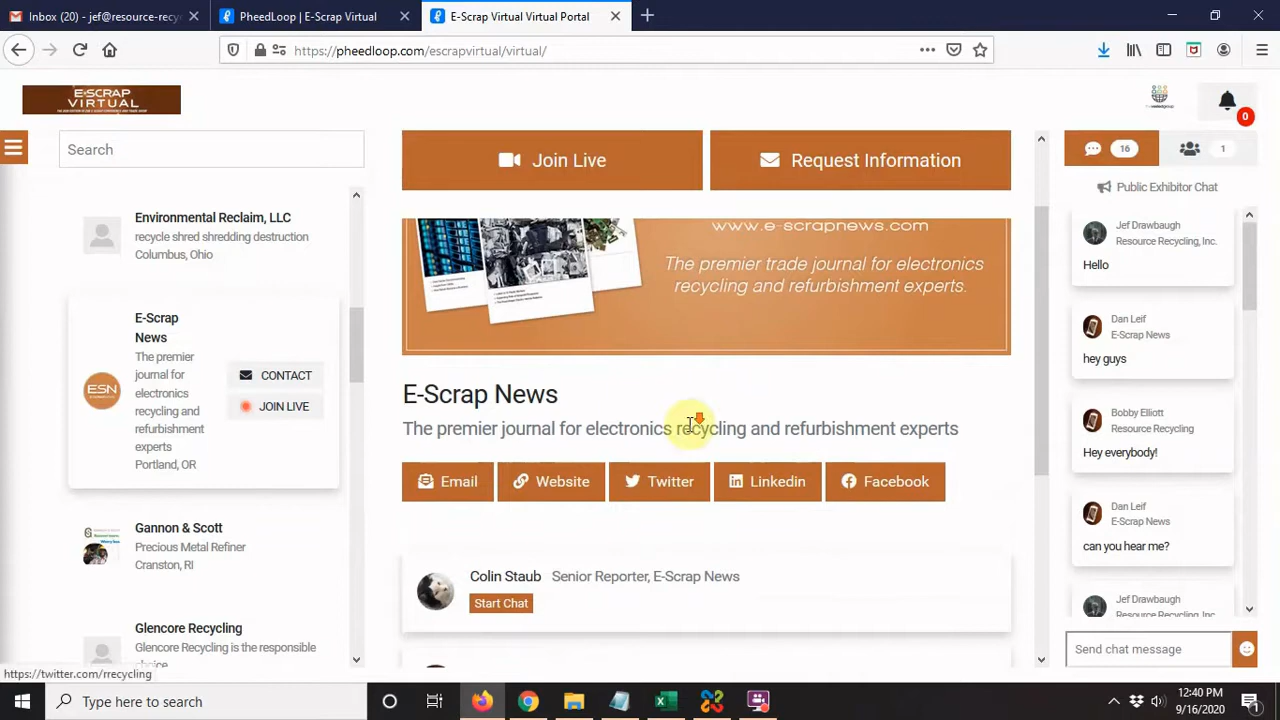 Inbox (20) - jef@resource-recyc
PheedLoop | E-Scrap Virtual
E-Scrap Virtual Virtual Portal
https://pheedloop.com/escrapvirtual/virtual/
E-SCRAP
VIRTUAL
0
Search
Environmental Reclaim, LLC
recycle shred shredding destruction
Columbus, Ohio
E-Scrap
News
The premier
journal for
electronics
recycling and
refurbishment
experts
Portland, OR
ESN
CONTACT
JOIN LIVE
Gannon & Scott
Precious Metal Refiner
Cranston, RI
Glencore Recycling
Glencore Recycling is the responsible
choice
Join Live
Request Information
www.e-scrapnews.com
The premier trade journal for electronics
recycling and refurbishment experts.
E-Scrap News
The premier journal for electronics recycling and refurbishment experts
Email
Website
Twitter
Linkedin
Facebook
Colin Staub Senior Reporter, E-Scrap News
Start Chat
16
1
Public Exhibitor Chat
Jef Drawbaugh
Resource Recycling, Inc.
Hello
Dan Leif
E-Scrap News
hey guys
Bobby Elliott
Resource Recycling
Hey everybody!
Dan Leif
E-Scrap News
can you hear me?
Jef Drawbaugh
Resource Recycling, Inc.
Send chat message
https://twitter.com/rrecycling
Type here to search
12:40 PM
9/16/2020
1